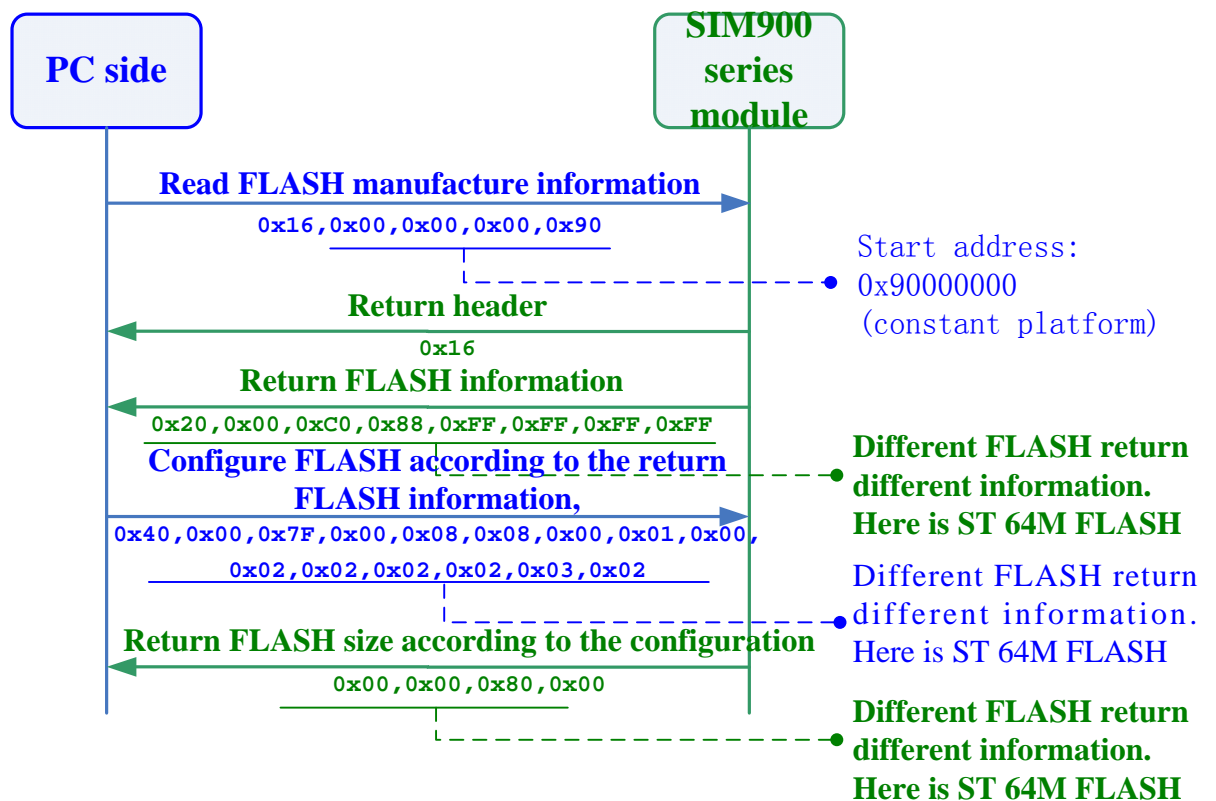 PC side
SIM900
series
module
Read FLASH manufacture information
0x16,0x00,0x00,0x00,0x90
Start address:
0x90000000
(constant platform)
Return header
0x16
Return FLASH information
0x20,0x00,0xC0,0x88,0xFF,0xFF,0xFF,0xFF
Different FLASH return
different information.
Here is ST 64M FLASH
Configure FLASH according to the return
FLASH information,
0x40,0x00,0x7F,0x00,0x08,0x08,0x00,0x01,0x00,
0x02,0x02,0x02,0x02,0x03,0x02
Different FLASH return
different information.
Here is ST 64M FLASH
Return FLASH size according to the configuration
0x00,0x00,0x80,0x00
Different FLASH return
different information.
Here is ST 64M FLASH